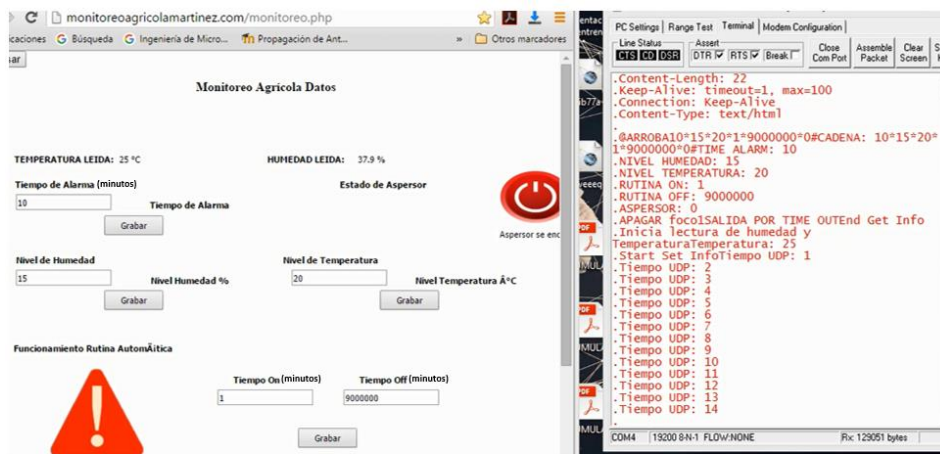 monitoreoagricolamartinez.com/monitoreo.php
icaciones G Búsqueda G Ingeniería de Micro... Propagación de Ant... » Otros marcadores
sar
Monitoreo Agrícola Datos
TEMPERATURA LEIDA: 25 °C HUMEDAD LEIDA: 37.9 %
Tiempo de Alarma (minutos) Estado de Aspersor
10 Tiempo de Alarma
Grabar
Aspersor se enc
Nivel de Humedad Nivel de Temperatura
15 Nivel Humedad % 20 Nivel Temperatura Â°C
Grabar Grabar
Funcionamiento Rutina AutomÃ¡tica
Tiempo On (minutos) Tiempo Off (minutos)
1 9000000
Grabar
PC Settings Range Test Terminal Modem Configuration
Line Status Assert
CTS CD DSR DTR RTS Break Close Com Port Assemble Packet Clear Screen
.Content-Length: 22
.Keep-Alive: timeout=1, max=100
.Connection: Keep-Alive
.Content-Type: text/html
.
.@ARROBA10*15*20*1*9000000*0#CADENA: 10*15*20*
1*9000000*0#TIME ALARM: 10
.NIVEL HUMEDAD: 15
.NIVEL TEMPERATURA: 20
.RUTINA ON: 1
.RUTINA OFF: 9000000
.ASPERSOR: 0
.APAGAR foco1SALIDA POR TIME OUTEnd Get Info
.Inicia lectura de humedad y
TemperaturaTemperatura: 25
.Start Set InfoTiempo UDP: 1
.Tiempo UDP: 2
.Tiempo UDP: 3
.Tiempo UDP: 4
.Tiempo UDP: 5
.Tiempo UDP: 6
.Tiempo UDP: 7
.Tiempo UDP: 8
.Tiempo UDP: 9
.Tiempo UDP: 10
.Tiempo UDP: 11
.Tiempo UDP: 12
.Tiempo UDP: 13
.Tiempo UDP: 14
.
COM4 19200 8-N-1 FLOW:NONE Rx: 129051 bytes